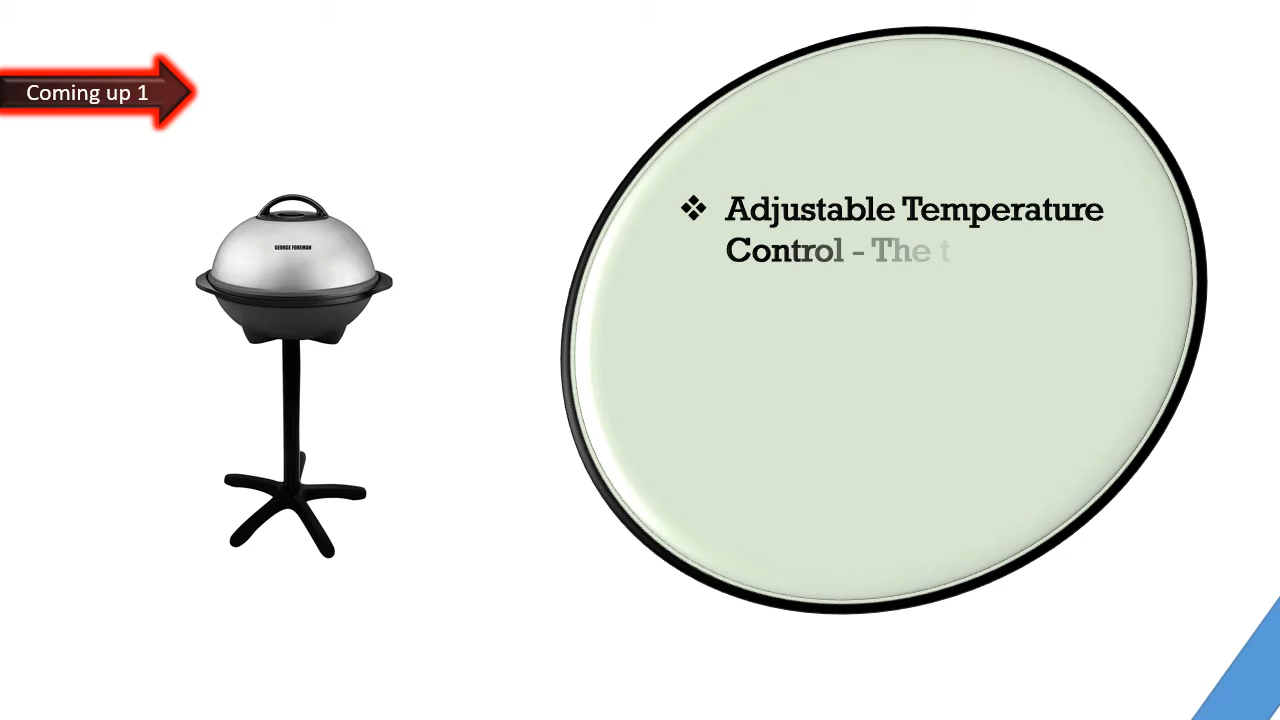 Coming up 1
GEORGE FOREMAN
❖ Adjustable Temperature
Control - The t